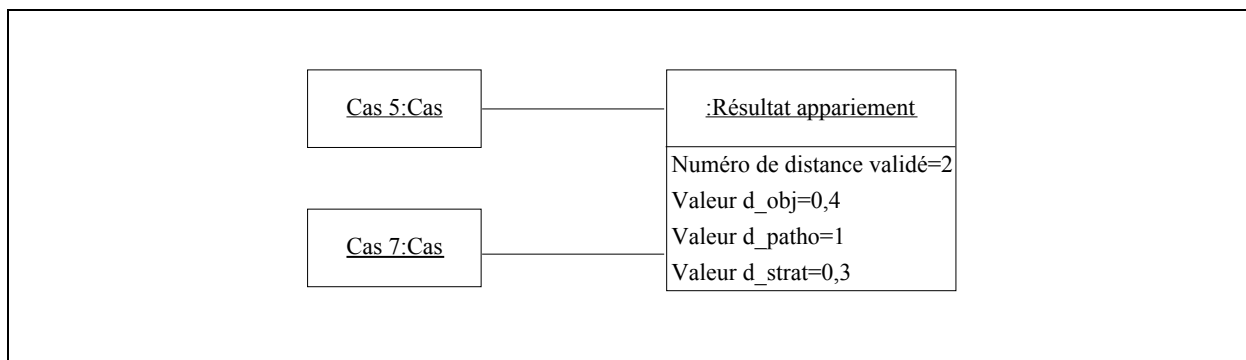 Cas 5:Cas
:Résultat appariement
Numéro de distance validé=2
Valeur d_obj=0,4
Valeur d_patho=1
Valeur d_strat=0,3
Cas 7:Cas